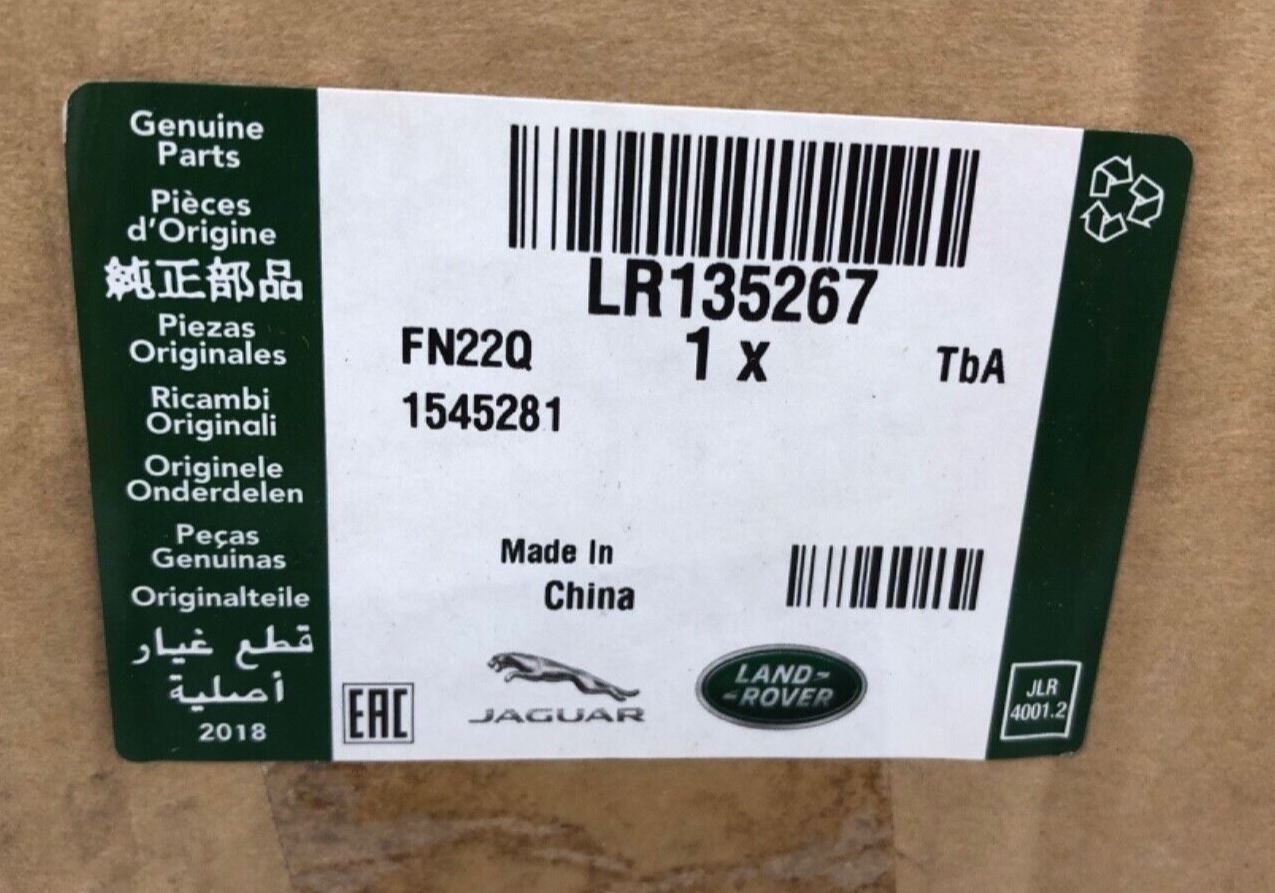 Genuine
Parts
Pièces
d'Origine
純正部品
Piezas
Originales
Ricambi
Originali
Originele
Onderdelen
Peças
Genuinas
Originalteile
قطع غيار
أصلية
2018
LR135267
FN22Q 1 x TbA
1545281
Made In
China
EAC
JAGUAR
LAND-
-ROVER
JLR
4001.2